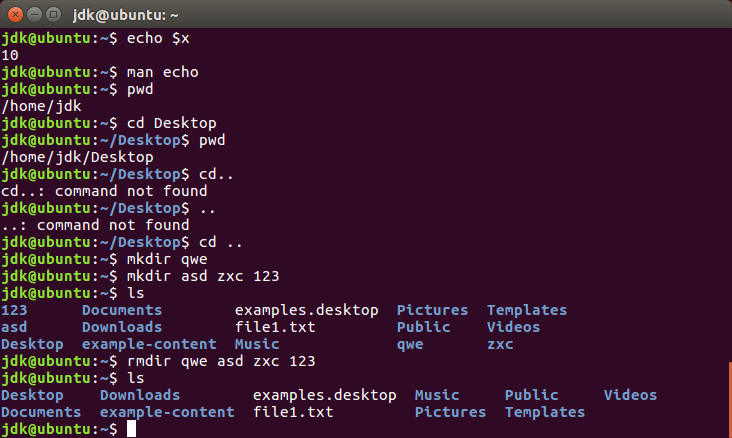 jdk@ubuntu: ~
jdk@ubuntu:~$ echo $x
10
jdk@ubuntu:~$ man echo
jdk@ubuntu:~$ pwd
/home/jdk
jdk@ubuntu:~$ cd Desktop
jdk@ubuntu:~/Desktop$ pwd
/home/jdk/Desktop
jdk@ubuntu:~/Desktop$ cd..
cd..: command not found
jdk@ubuntu:~/Desktop$ ..
..: command not found
jdk@ubuntu:~/Desktop$ cd ..
jdk@ubuntu:~$ mkdir qwe
jdk@ubuntu:~$ mkdir asd zxc 123
jdk@ubuntu:~$ ls
123      Documents        examples.desktop  Pictures  Templates
asd      Downloads        file1.txt         Public    Videos
Desktop  example-content  Music             qwe       zxc
jdk@ubuntu:~$ rmdir qwe asd zxc 123
jdk@ubuntu:~$ ls
Desktop    Downloads        examples.desktop  Music     Public     Videos
Documents  example-content  file1.txt         Pictures  Templates
jdk@ubuntu:~$